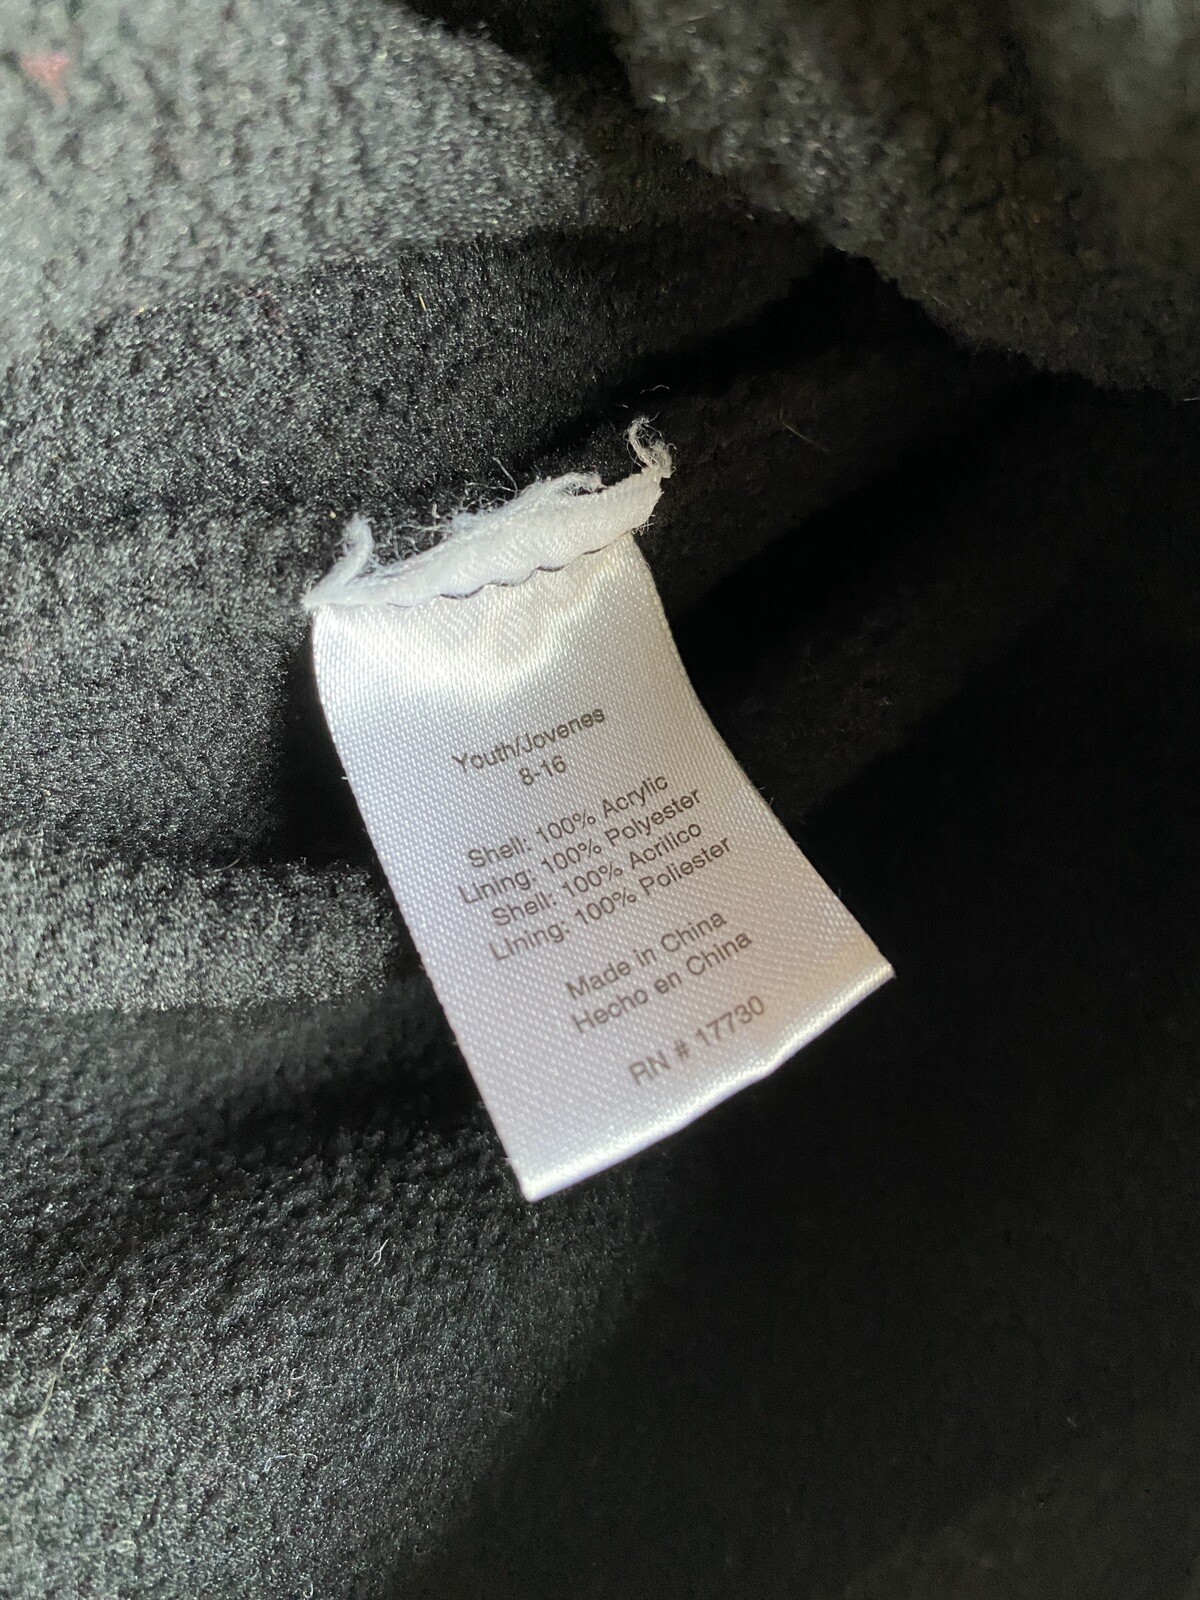 Youth/Jovenes
8-16
Shell: 100% Acrylic
Lining: 100% Polyester
Shell: 100% Acrilico
Lining: 100% Poliester
Made in China
Hecho en China
RN # 17730